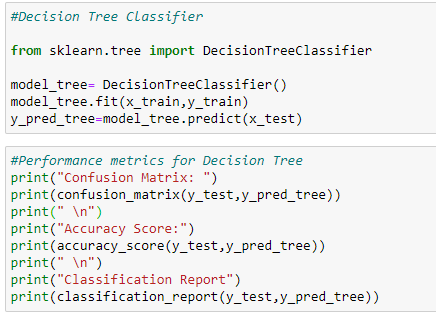 #Decision Tree Classifier
from sklearn.tree import DecisionTreeClassifier
model_tree= DecisionTreeClassifier()
model_tree.fit(x_train,y_train)
y_pred_tree=model_tree.predict(x_test)
#Performance metrics for Decision Tree
print("Confusion Matrix: ")
print(confusion_matrix(y_test,y_pred_tree))
print(" \n")
print("Accuracy Score:")
print(accuracy_score(y_test,y_pred_tree))
print(" \n")
print("Classification Report")
print(classification_report(y_test,y_pred_tree))